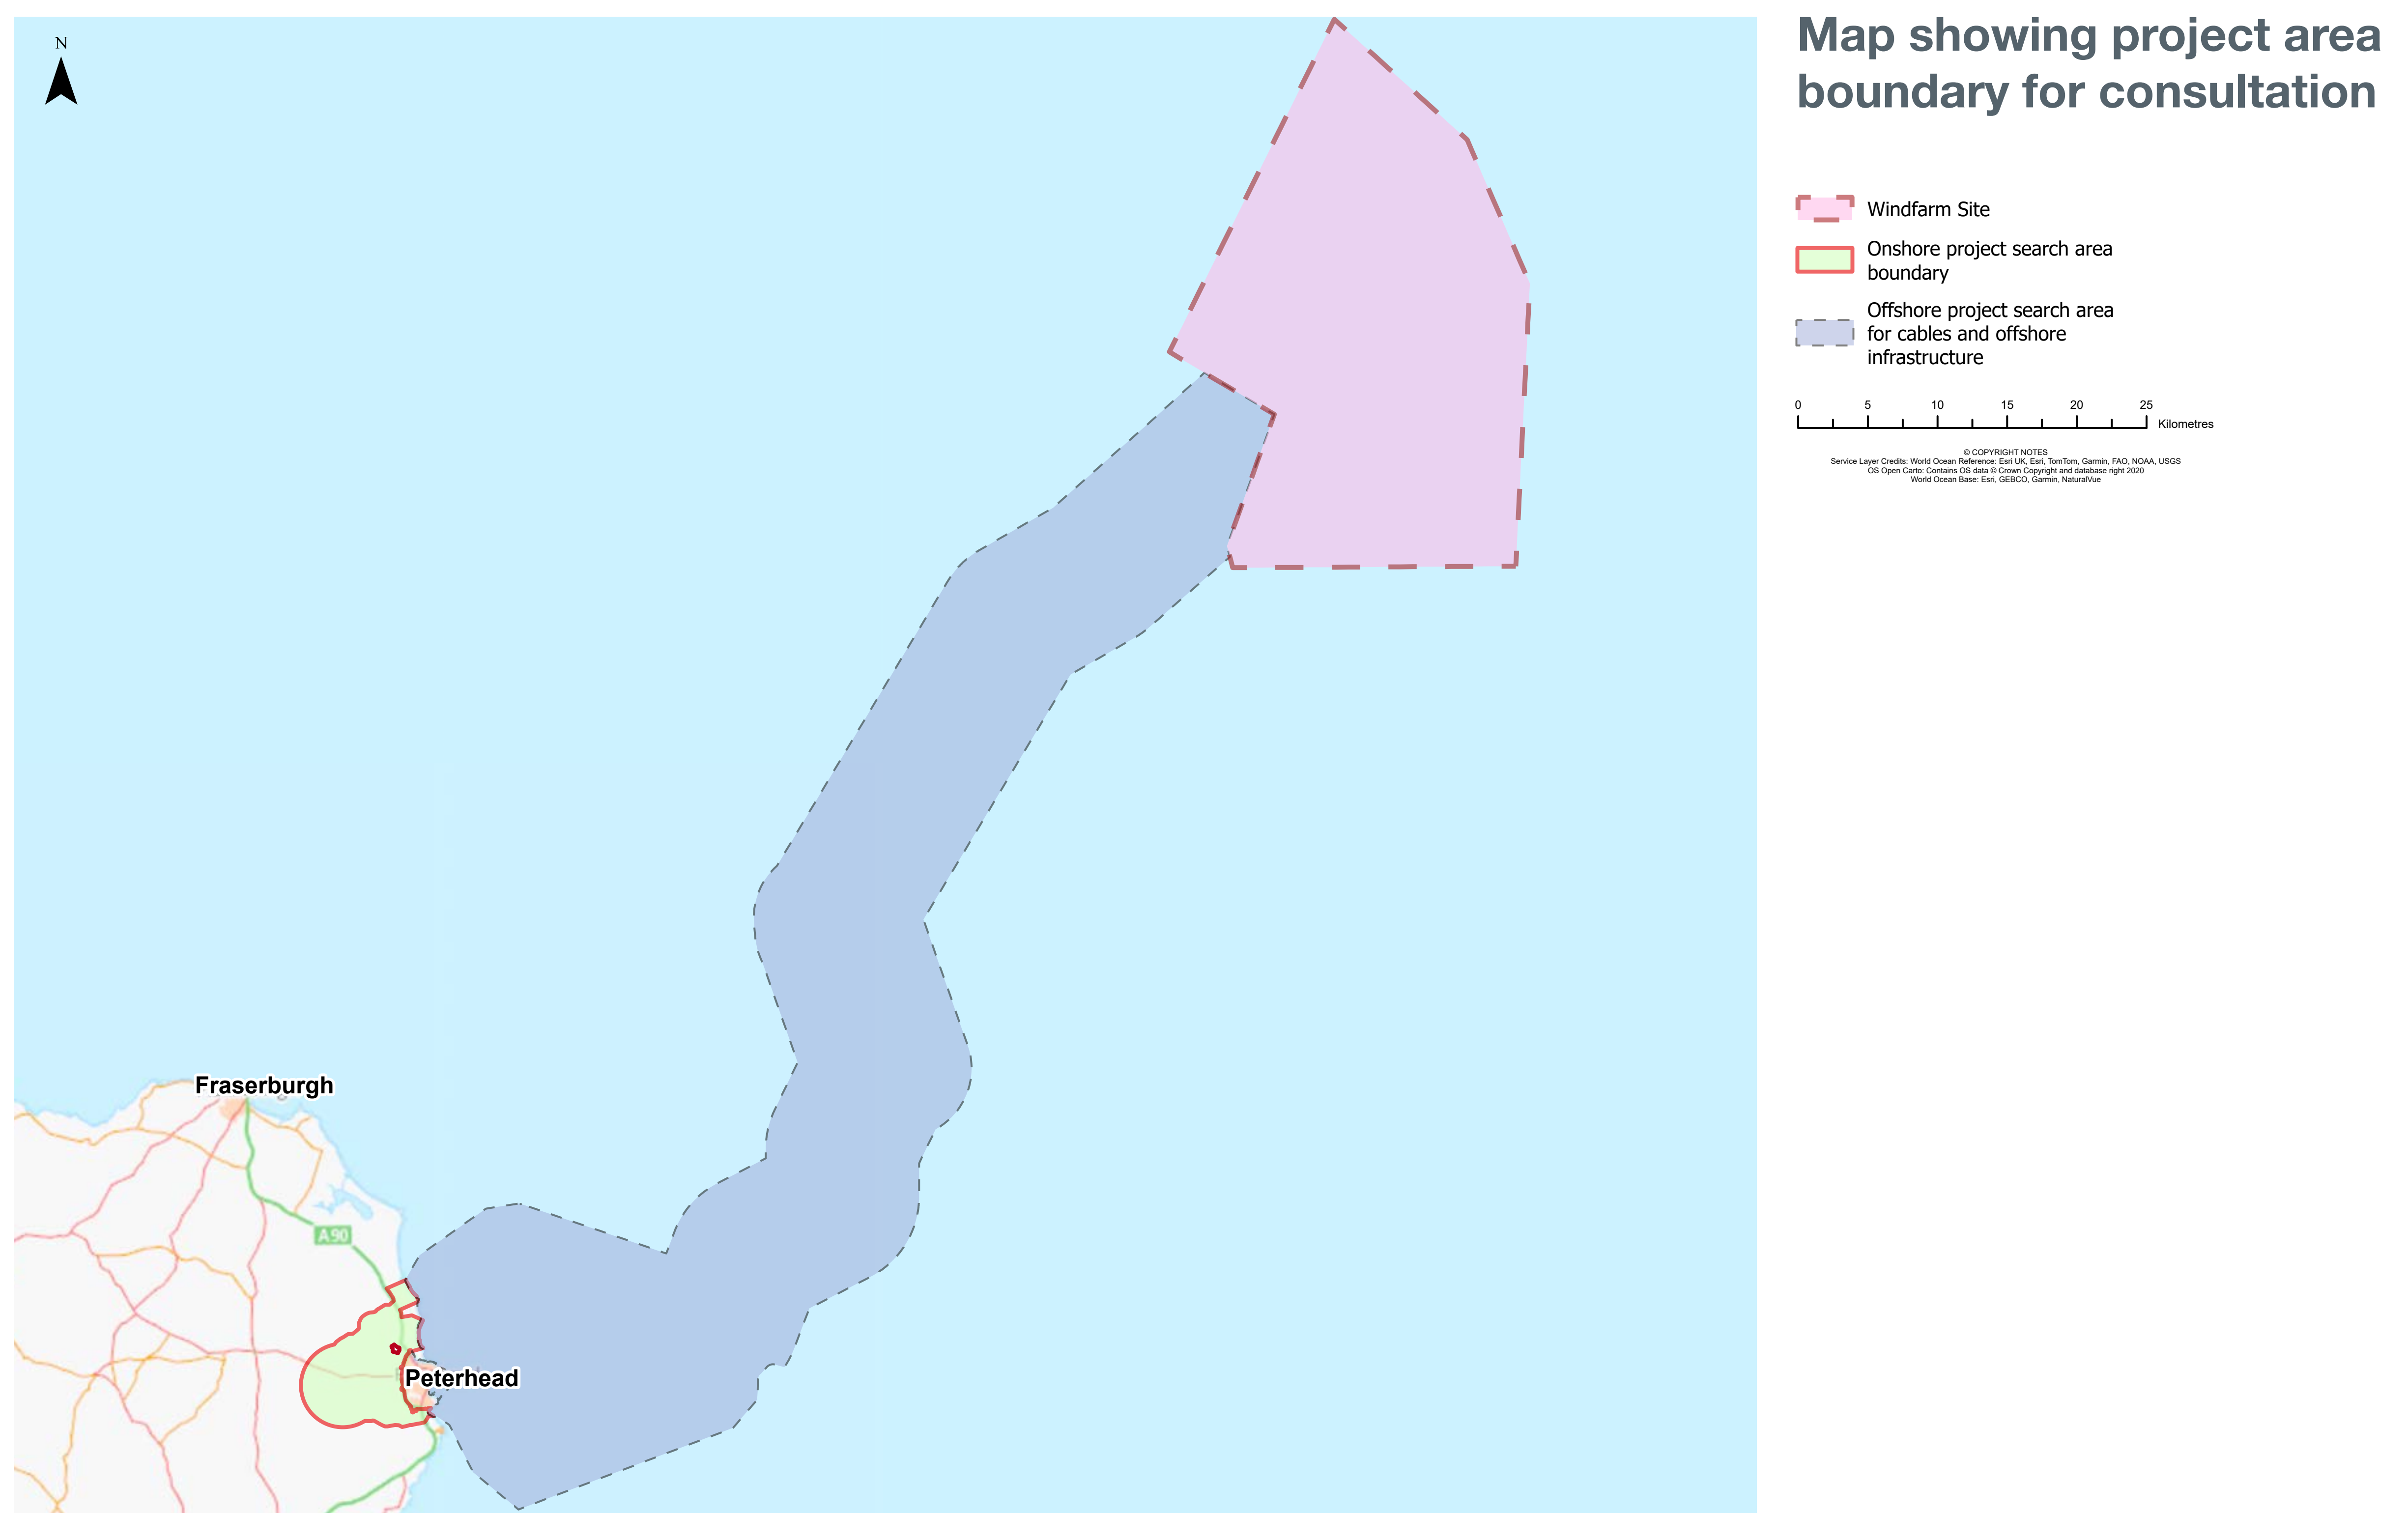 Map showing project area
boundary for consultation
N
Windfarm Site
Onshore project search area
boundary
Offshore project search area
for cables and offshore
infrastructure
0 5 10 15 20 25
Kilometres
© COPYRIGHT NOTES
Service Layer Credits: World Ocean Reference: Esri UK, Esri, TomTom, Garmin, FAO, NOAA, USGS
OS Open Carto: Contains OS data © Crown Copyright and database right 2020
World Ocean Base: Esri, GEBCO, Garmin, NaturalVue
Fraserburgh
A90
Peterhead